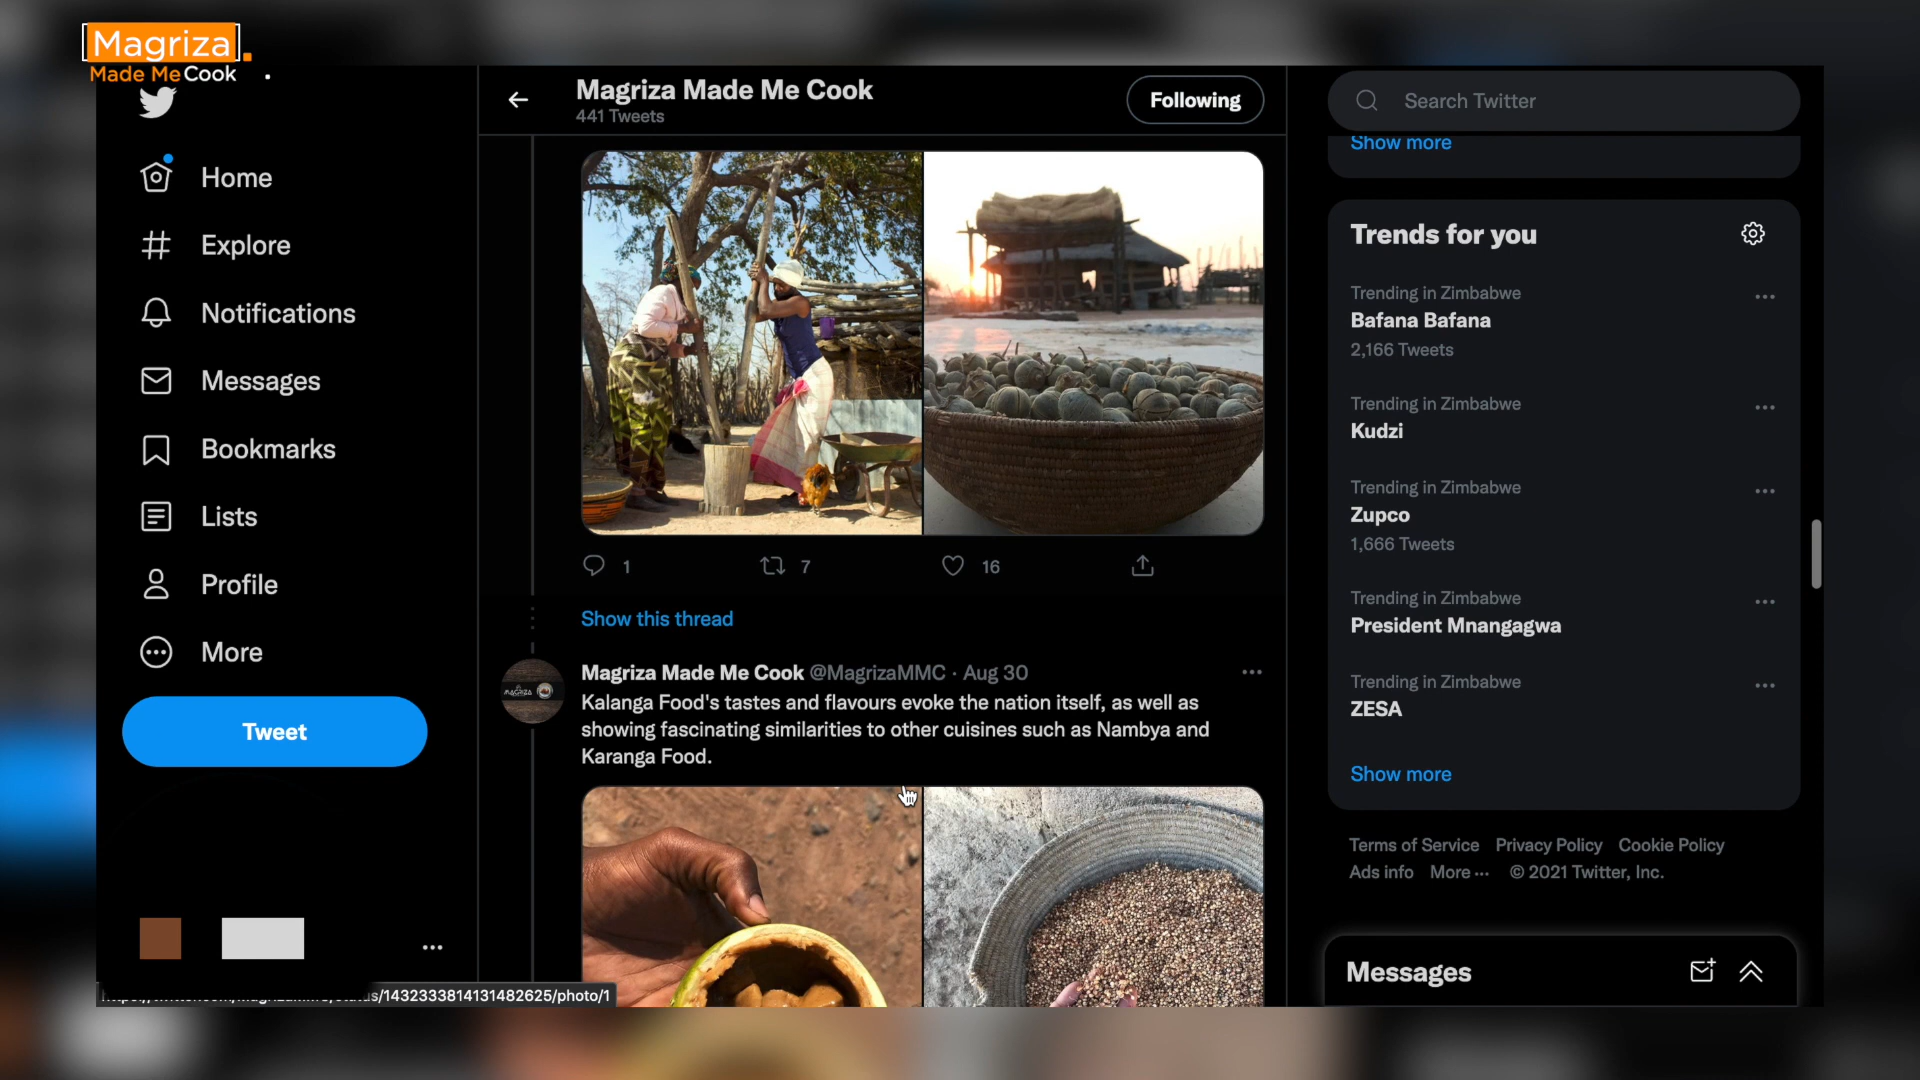 Magriza.
Made Me Cook
Home
Explore
Notifications
Messages
Bookmarks
Lists
Profile
More
Tweet
Magriza Made Me Cook
441 Tweets
Following
1
7
16
Show this thread
Magriza Made Me Cook @MagrizaMMC · Aug 30
Kalanga Food's tastes and flavours evoke the nation itself, as well as
showing fascinating similarities to other cuisines such as Nambya and
Karanga Food.
Search Twitter
Show more
Trends for you
Trending in Zimbabwe
Bafana Bafana
2,166 Tweets
Trending in Zimbabwe
Kudzi
Trending in Zimbabwe
Zupco
1,666 Tweets
Trending in Zimbabwe
President Mnangagwa
Trending in Zimbabwe
ZESA
Show more
Terms of Service Privacy Policy Cookie Policy
Ads info More ··· © 2021 Twitter, Inc.
Messages
/1432333814131482625/photo/1